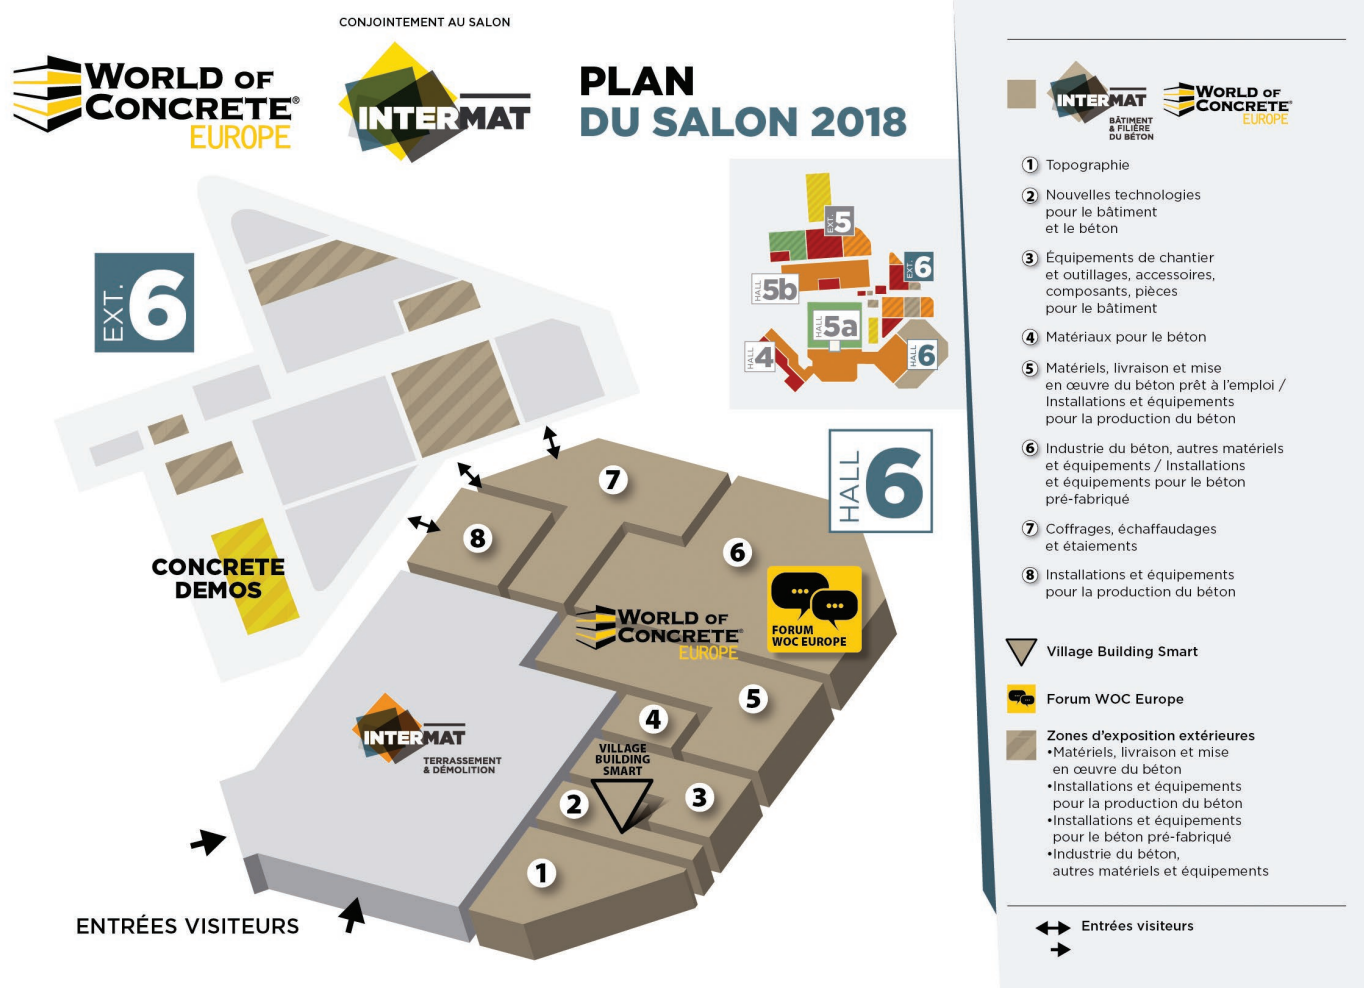 CONJOINTEMENT AU SALON
WORLD OF
CONCRETE®
EUROPE
INTERMAT
PLAN
DU SALON 2018
EXT.
6
EXT.
5
EXT.
6
HALL
5b
HALL
5a
HALL
4
HALL
6
HALL
6
7
8
6
CONCRETE
DEMOS
WORLD OF
CONCRETE®
EUROPE
FORUM
WOC EUROPE
5
4
INTERMAT
TERRASSEMENT
& DÉMOLITION
VILLAGE
BUILDING
SMART
2
3
1
ENTRÉES VISITEURS
INTERMAT
BÂTIMENT
& FILIÈRE
DU BÉTON
WORLD OF
CONCRETE®
EUROPE
1 Topographie
2 Nouvelles technologies
pour le bâtiment
et le béton
3 Équipements de chantier
et outillages, accessoires,
composants, pièces
pour le bâtiment
4 Matériaux pour le béton
5 Matériels, livraison et mise
en œuvre du béton prêt à l'emploi /
Installations et équipements
pour la production du béton
6 Industrie du béton, autres matériels
et équipements / Installations
et équipements pour le béton
pré-fabriqué
7 Coffrages, échaffaudages
et étaiements
8 Installations et équipements
pour la production du béton
Village Building Smart
Forum WOC Europe
Zones d'exposition extérieures
•Matériels, livraison et mise
en œuvre du béton
•Installations et équipements
pour la production du béton
•Installations et équipements
pour le béton pré-fabriqué
•Industrie du béton,
autres matériels et équipements
Entrées visiteurs